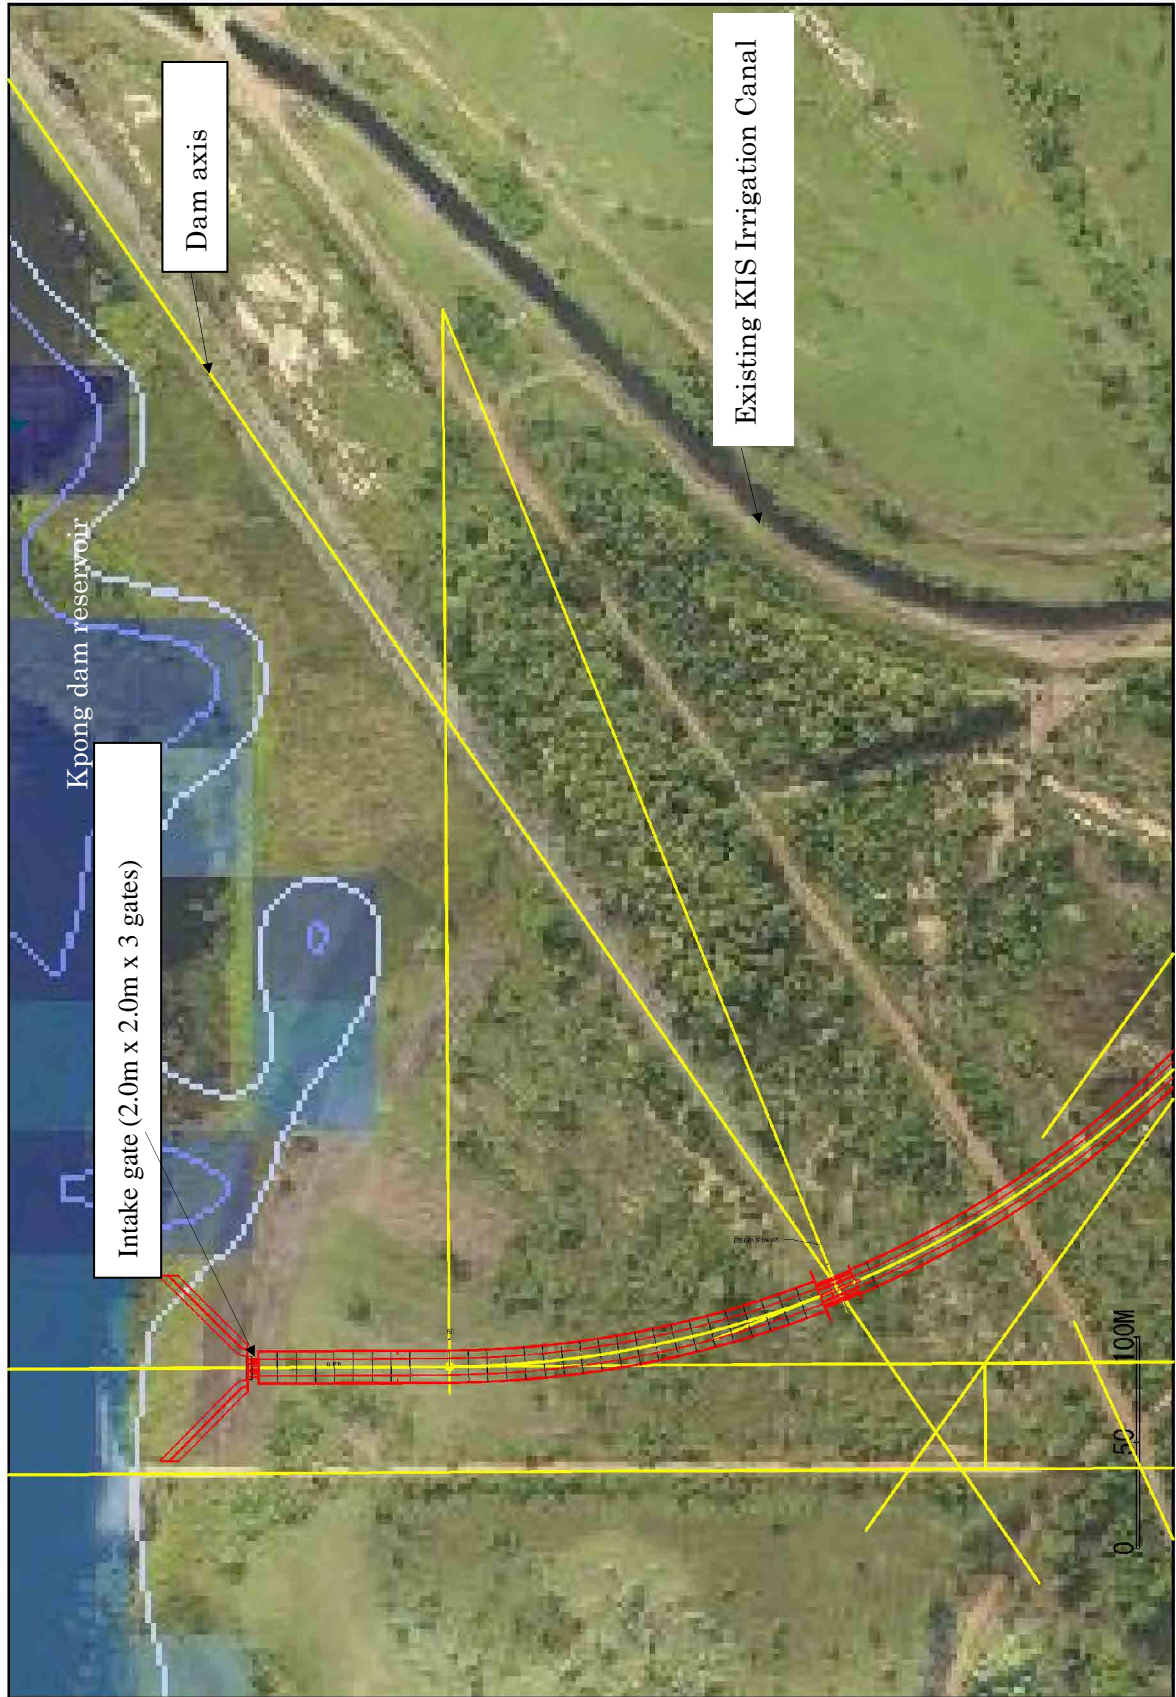 Dam axis
Existing KIS Irrigation Canal
Kpong dam reservoir
Intake gate (2.0m x 2.0m x 3 gates)
0 50 100M